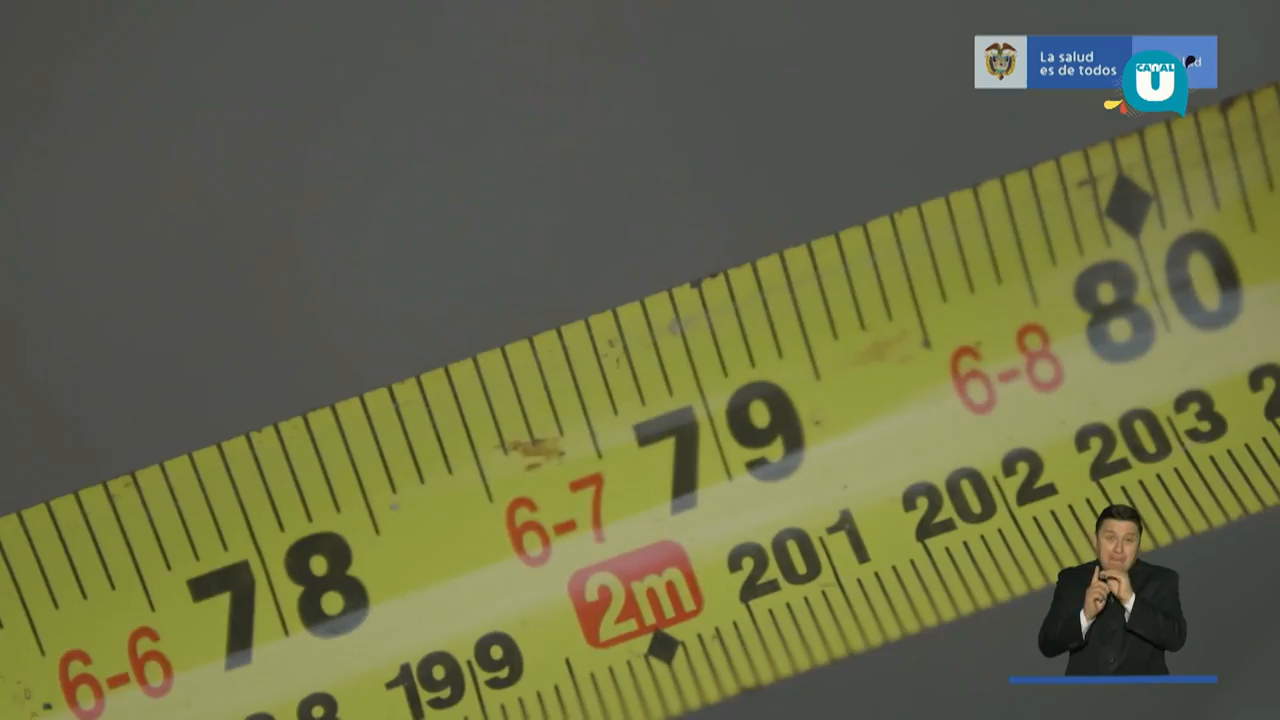 La salud
es de todos
CANAL
U
80
6-8
79
6-7
78
6-6
2m
199
201
202
203